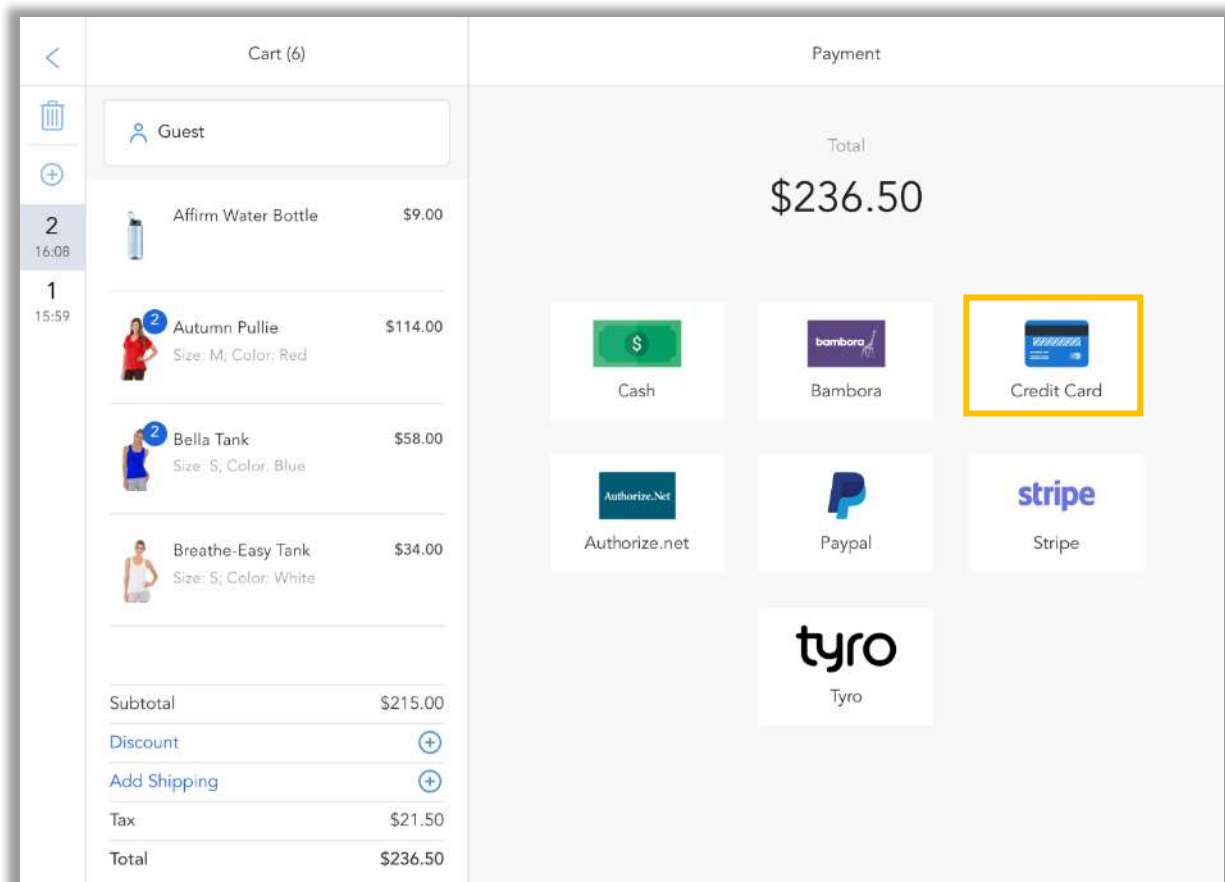 Cart (6)
Payment
Guest
2
16:08
1
15:59
Affirm Water Bottle $9.00
2
Autumn Pullie $114.00
Size: M; Color: Red
2
Bella Tank $58.00
Size: S; Color: Blue
Breathe-Easy Tank $34.00
Size: S; Color: White
Subtotal $215.00
Discount
Add Shipping
Tax $21.50
Total $236.50
Total
$236.50
$
Cash
bambora
Bambora
Credit Card
Authorize.Net
Authorize.net
Paypal
stripe
Stripe
tyro
Tyro